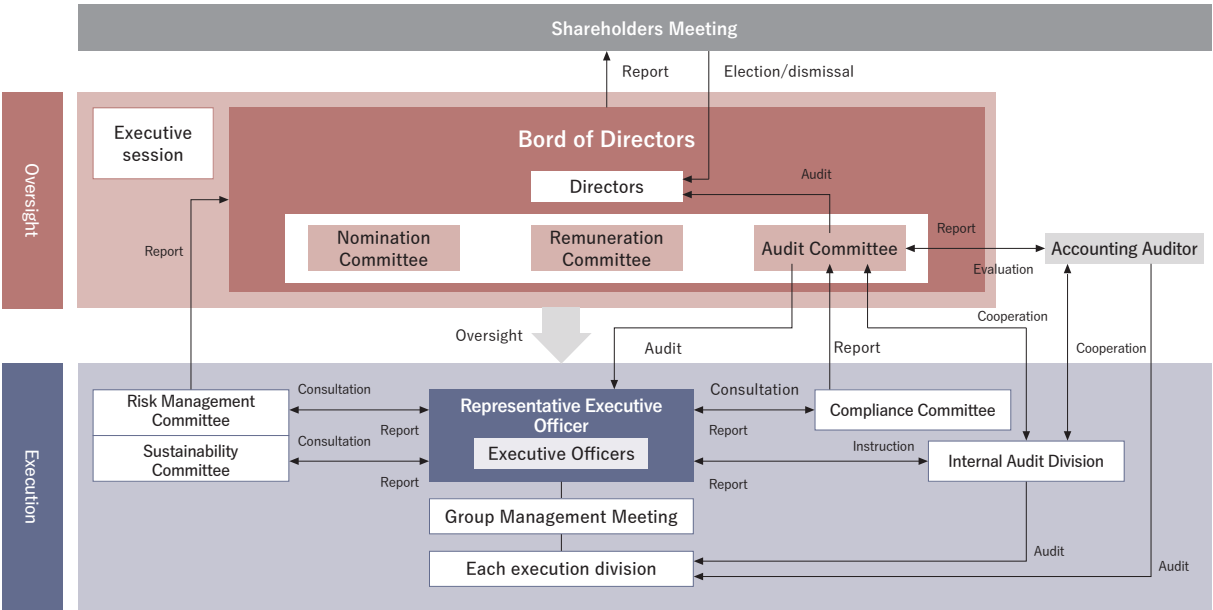 Shareholders Meeting
Report
Election/dismissal
Oversight
Executive
session
Bord of Directors
Directors
Audit
Nomination
Committee
Remuneration
Committee
Audit Committee
Report
Evaluation
Accounting Auditor
Report
Oversight
Audit
Report
Cooperation
Cooperation
Execution
Risk Management
Committee
Sustainability
Committee
Consultation
Report
Consultation
Report
Representative Executive
Officer
Executive Officers
Consultation
Report
Compliance Committee
Instruction
Report
Internal Audit Division
Group Management Meeting
Each execution division
Audit
Audit